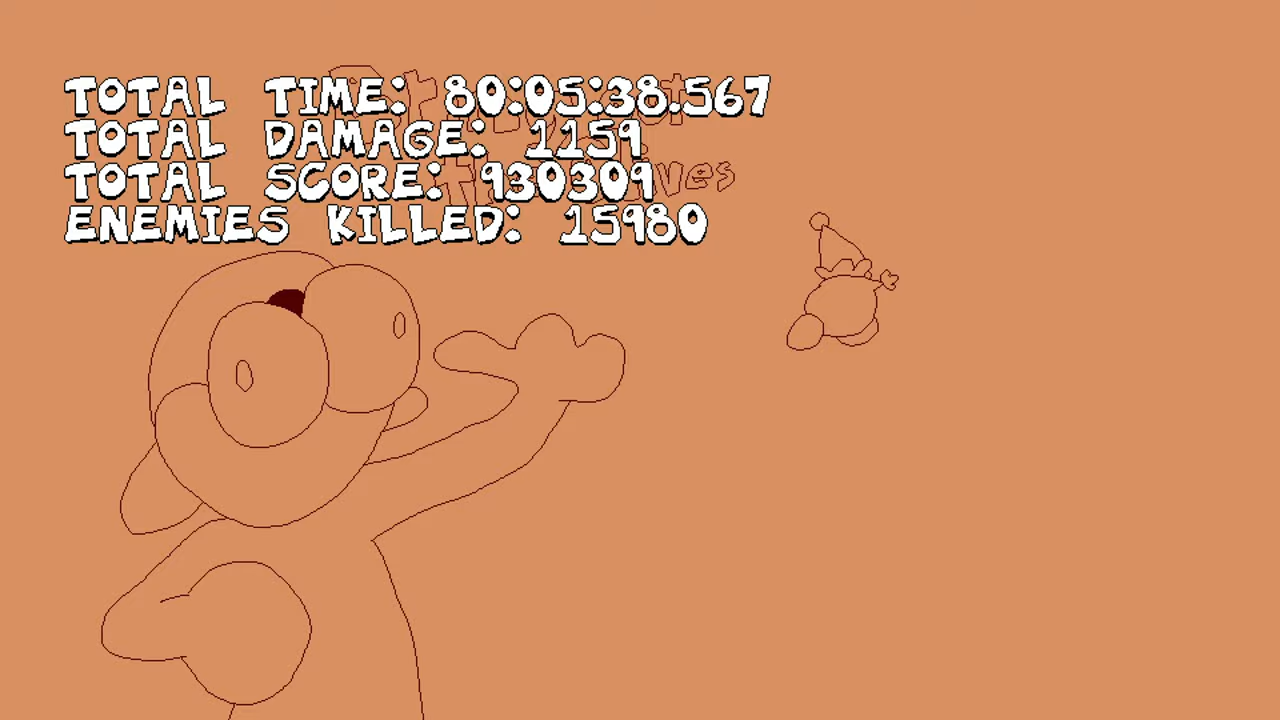 TOTAL TIME: 80:05:38.567
TOTAL DAMAGE: 1159
TOTAL SCORE: 930309
ENEMIES KILLED: 15980